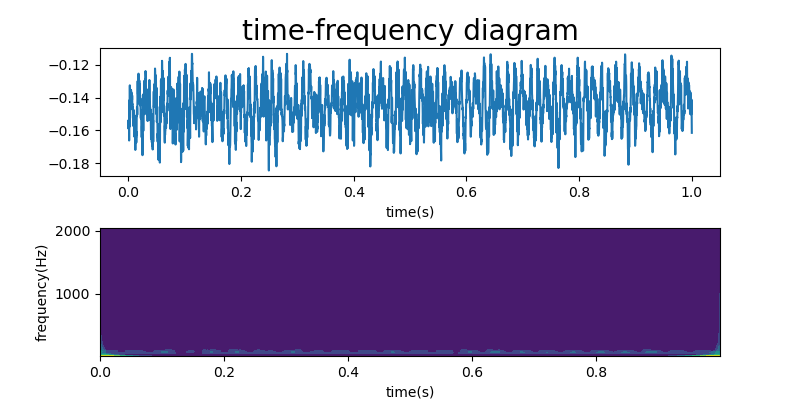 time-frequency diagram
−0.12
−0.14
−0.16
−0.18
0.0 0.2 0.4 0.6 0.8 1.0
time(s)
2000
1000
frequency(Hz)
0.0 0.2 0.4 0.6 0.8
time(s)